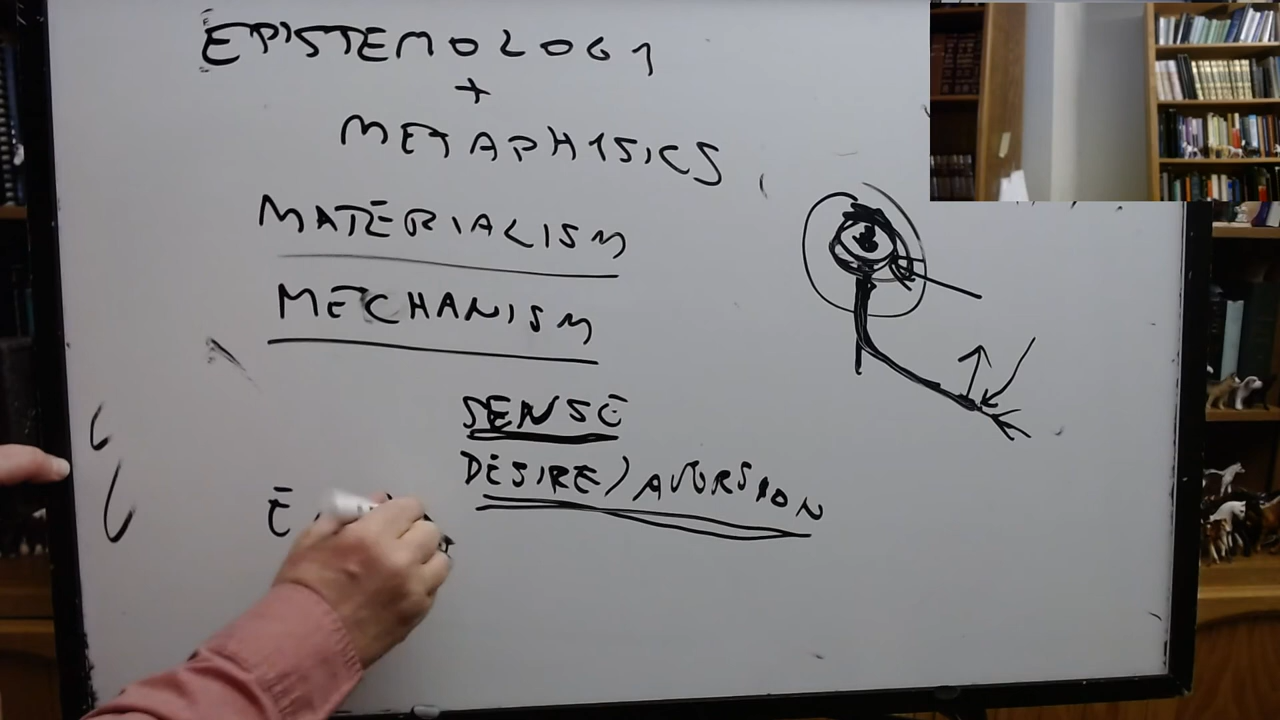 EPISTEMOLOGY
+
METAPHYSICS
MATERIALISM
MECHANISM
SENSE
DESIRE/AVERSION
E